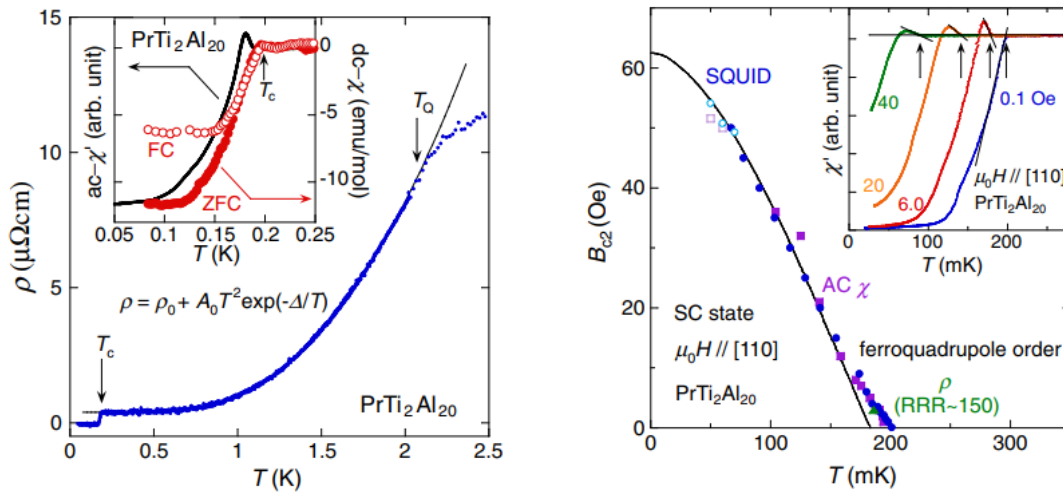 15
10
5
0
ρ (μΩcm)
0
0.5
1
1.5
2
2.5
T (K)
PrTi₂Al₂₀
ac-χ' (arb. unit)
T_c
FC
ZFC
0
-5
-10
dc-χ (emu/mol)
0.05
0.1
0.15
0.2
0.25
T (K)
T_Q
ρ = ρ₀ + A₀T²exp(-Δ/T)
T_c
PrTi₂Al₂₀
60
40
20
0
B_c2 (Oe)
0
100
200
300
T (mK)
SQUID
AC χ
SC state
μ₀H // [110]
PrTi₂Al₂₀
ferroquadrupole order
ρ
(RRR~150)
χ' (arb. unit)
40
20
6.0
0.1 Oe
μ₀H // [110]
PrTi₂Al₂₀
0
100
200
T (mK)